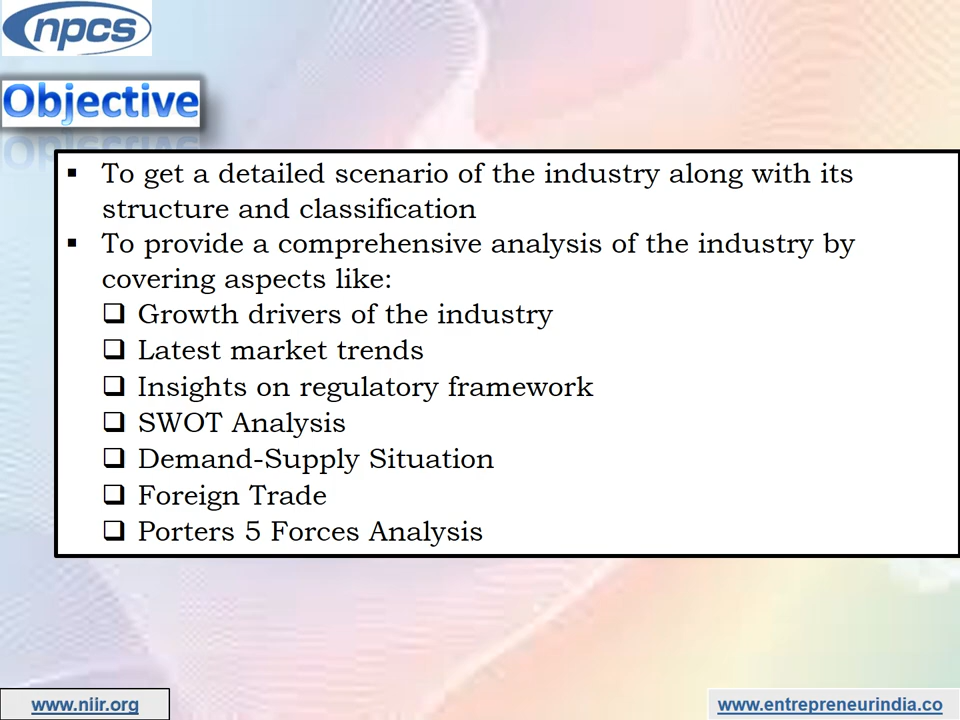 npcs
Objective
▪ To get a detailed scenario of the industry along with its
structure and classification
▪ To provide a comprehensive analysis of the industry by
covering aspects like:
❑ Growth drivers of the industry
❑ Latest market trends
❑ Insights on regulatory framework
❑ SWOT Analysis
❑ Demand-Supply Situation
❑ Foreign Trade
❑ Porters 5 Forces Analysis
www.niir.org
www.entrepreneurindia.co